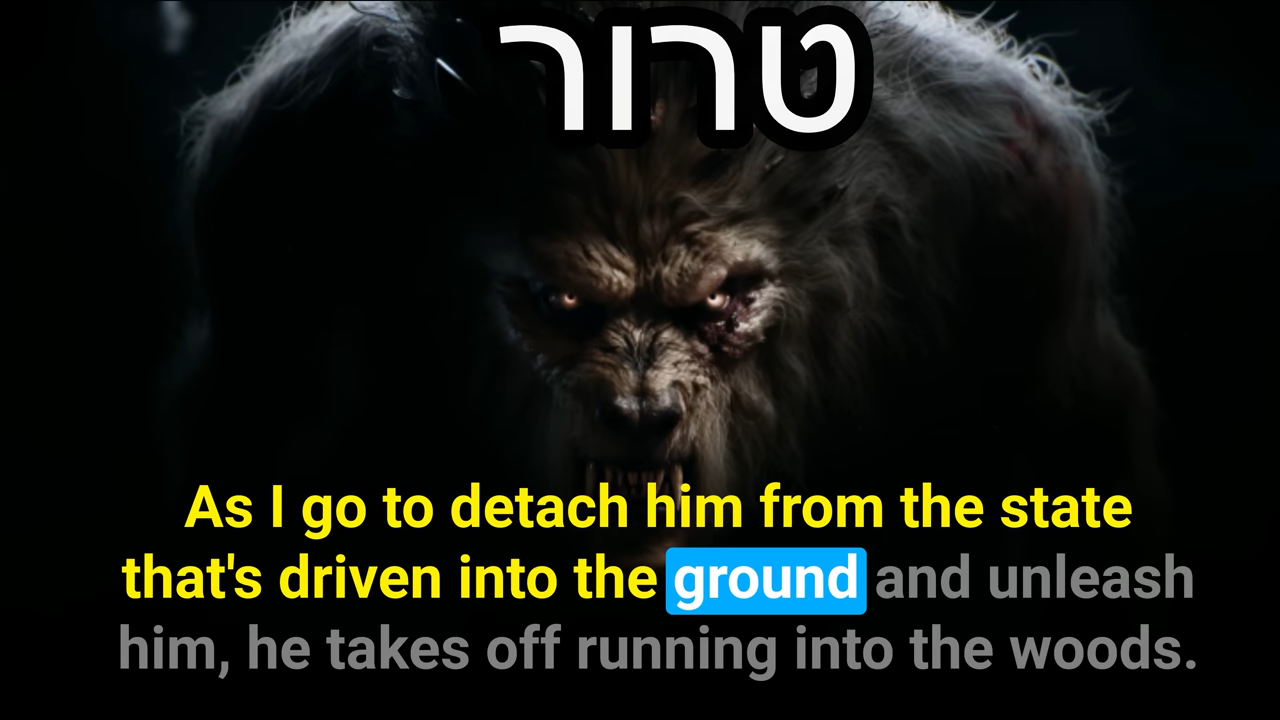 טרור
As I go to detach him from the state
that's driven into the ground and unleash
him, he takes off running into the woods.